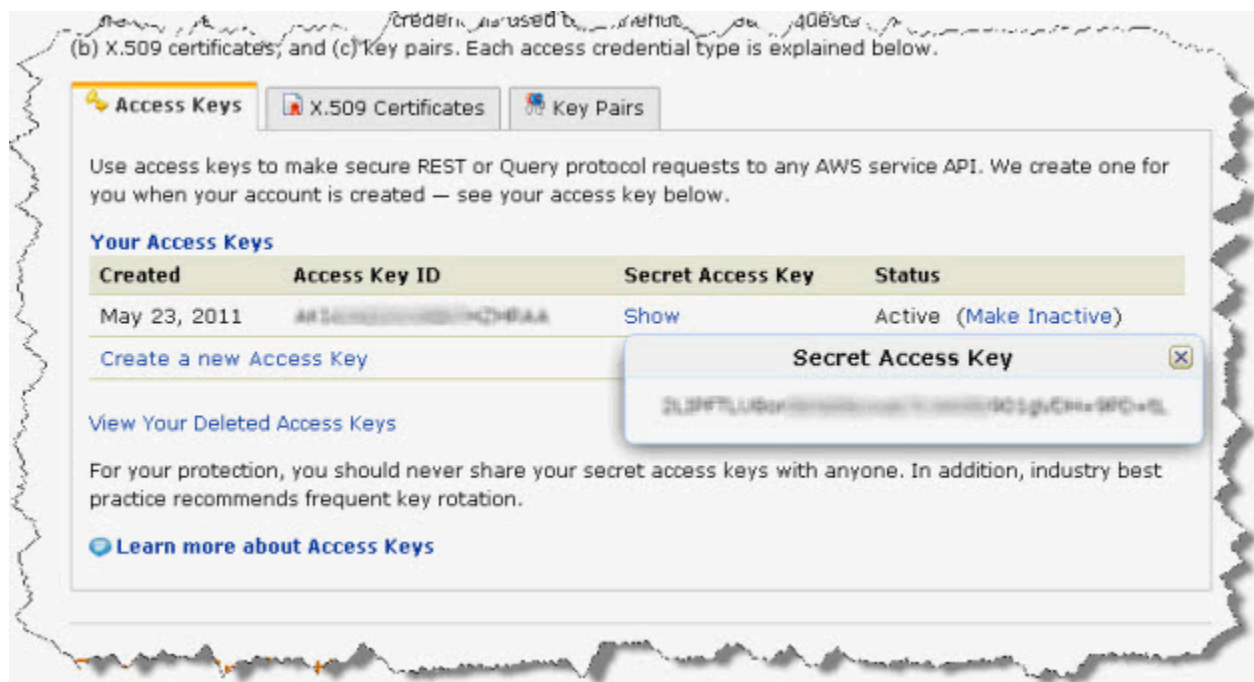 (b) X.509 certificates, and (c) key pairs. Each access credential type is explained below.
Access Keys X.509 Certificates Key Pairs
Use access keys to make secure REST or Query protocol requests to any AWS service API. We create one for
you when your account is created — see your access key below.
Your Access Keys
Created Access Key ID Secret Access Key Status
May 23, 2011 Show Active (Make Inactive)
Create a new Access Key
Secret Access Key
View Your Deleted Access Keys
For your protection, you should never share your secret access keys with anyone. In addition, industry best
practice recommends frequent key rotation.
Learn more about Access Keys